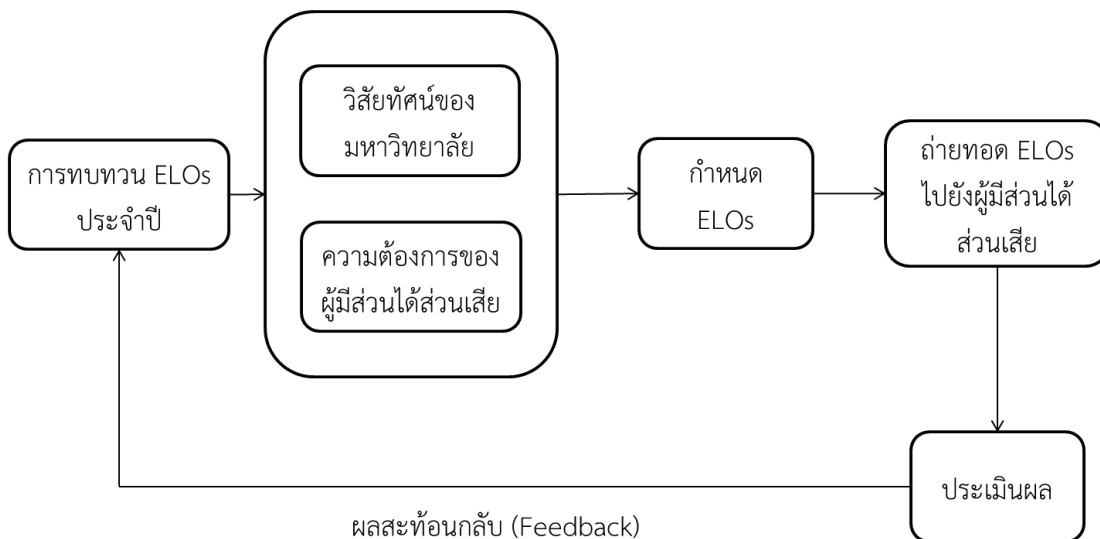 การทบทวน ELOs
ประจำปี
วิสัยทัศน์ของ
มหาวิทยาลัย
ความต้องการของ
ผู้มีส่วนได้ส่วนเสีย
กำหนด
ELOs
ถ่ายทอด ELOs
ไปยังผู้มีส่วนได้
ส่วนเสีย
ประเมินผล
ผลสะท้อนกลับ (Feedback)